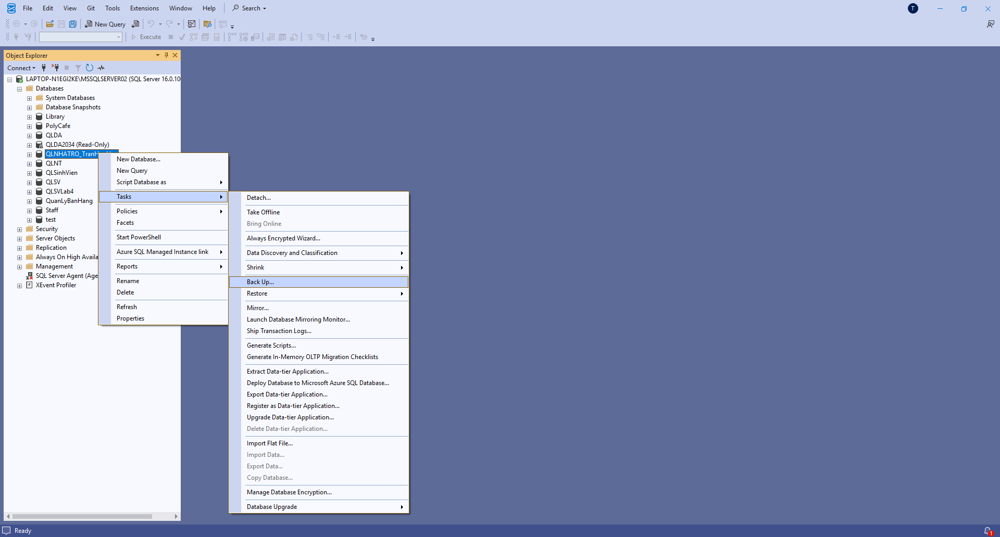 File Edit View Git Tools Extensions Window Help Search T
New Query
Execute
Object Explorer
Connect
LAPTOP-N1EGI2KE\MSSQLSERVER02 (SQL Server 16.0.10
Databases
System Databases
Database Snapshots
Library
PolyCafe
QLDA
QLDA2034 (Read-Only)
QLNHATRO_TranH
QLNT
QLSinhVien
QLSV
QLSVLab4
QuanLyBanHang
Staff
test
Security
Server Objects
Replication
Always On High Availa
Management
SQL Server Agent (Age
XEvent Profiler
New Database...
New Query
Script Database as
Tasks
Policies
Facets
Start PowerShell
Azure SQL Managed Instance link
Reports
Rename
Delete
Refresh
Properties
Detach...
Take Offline
Bring Online
Always Encrypted Wizard...
Data Discovery and Classification
Shrink
Back Up...
Restore
Mirror...
Launch Database Mirroring Monitor...
Ship Transaction Logs...
Generate Scripts...
Generate In-Memory OLTP Migration Checklists
Extract Data-tier Application...
Deploy Database to Microsoft Azure SQL Database...
Export Data-tier Application...
Register as Data-tier Application...
Upgrade Data-tier Application...
Delete Data-tier Application...
Import Flat File...
Import Data...
Export Data...
Copy Database...
Manage Database Encryption...
Database Upgrade
Ready
1